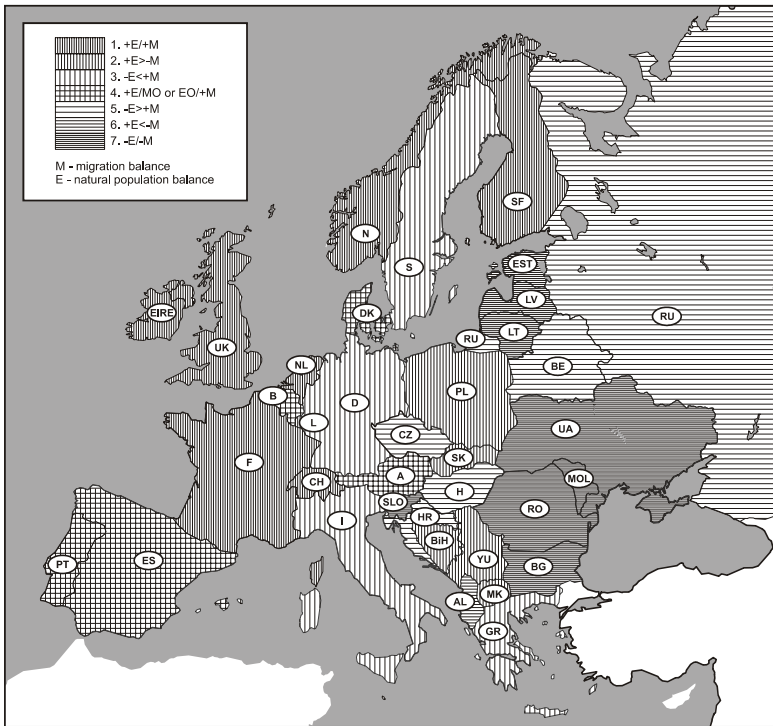 1. +E/+M
2. +E>-M
3. -E<+M
4. +E/MO or EO/+M
5. -E>+M
6. +E<-M
7. -E/-M
M - migration balance
E - natural population balance
SF
N
S
EST
LV
RU
EIRE
DK
LT
RU
UK
NL
BE
B
D
PL
L
UA
CZ
SK
F
CH
A
MOL
H
SLO
RO
HR
I
BiH
PT
ES
YU
BG
AL
MK
GR